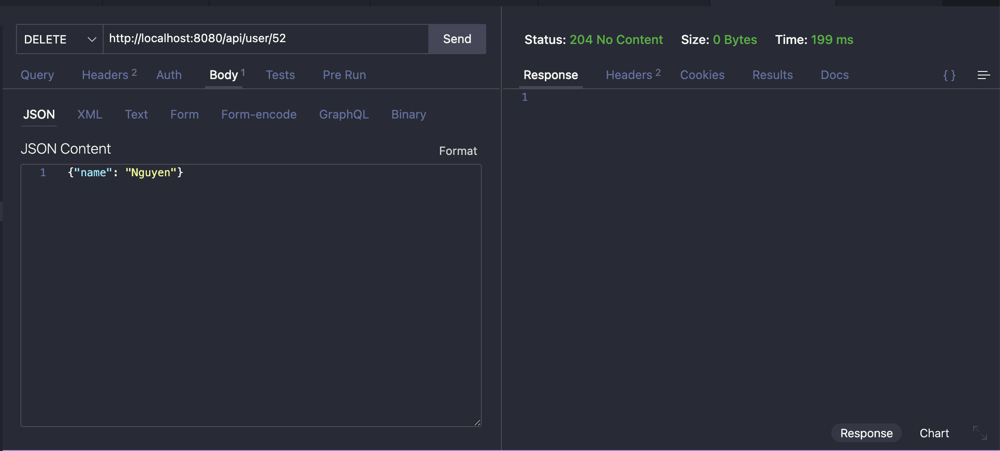 DELETE http://localhost:8080/api/user/52 Send
Query Headers 2 Auth Body 1 Tests Pre Run
JSON XML Text Form Form-encode GraphQL Binary
JSON Content Format
1 {"name": "Nguyen"}
Status: 204 No Content Size: 0 Bytes Time: 199 ms
Response Headers 2 Cookies Results Docs {}
1
Response Chart